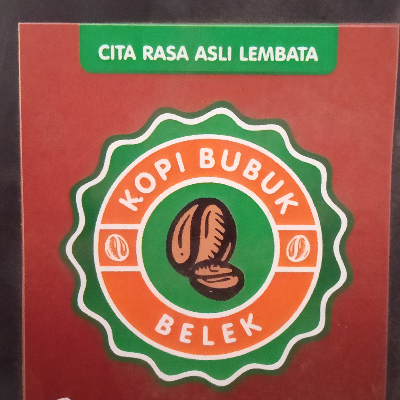 CITA RASA ASLI LEMBATA
KOPI BUBUK
BELEK